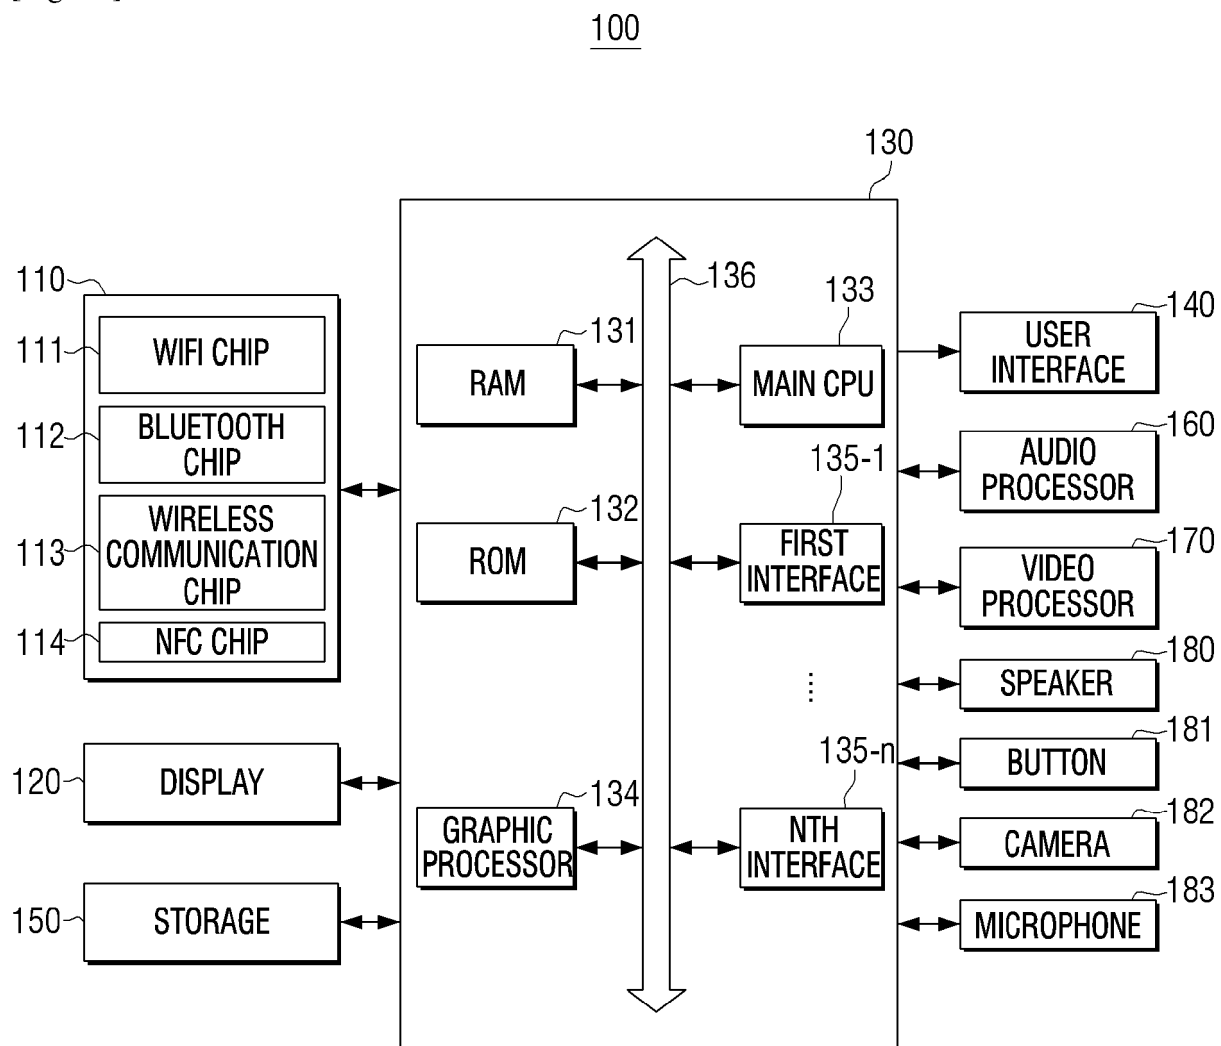 100
130
110
111
WIFI CHIP
112
BLUETOOTH
CHIP
113
WIRELESS
COMMUNICATION
CHIP
114
NFC CHIP
120
DISPLAY
150
STORAGE
136
131
RAM
132
ROM
134
GRAPHIC
PROCESSOR
133
MAIN CPU
135-1
FIRST
INTERFACE
135-n
NTH
INTERFACE
140
USER
INTERFACE
160
AUDIO
PROCESSOR
170
VIDEO
PROCESSOR
180
SPEAKER
181
BUTTON
182
CAMERA
183
MICROPHONE